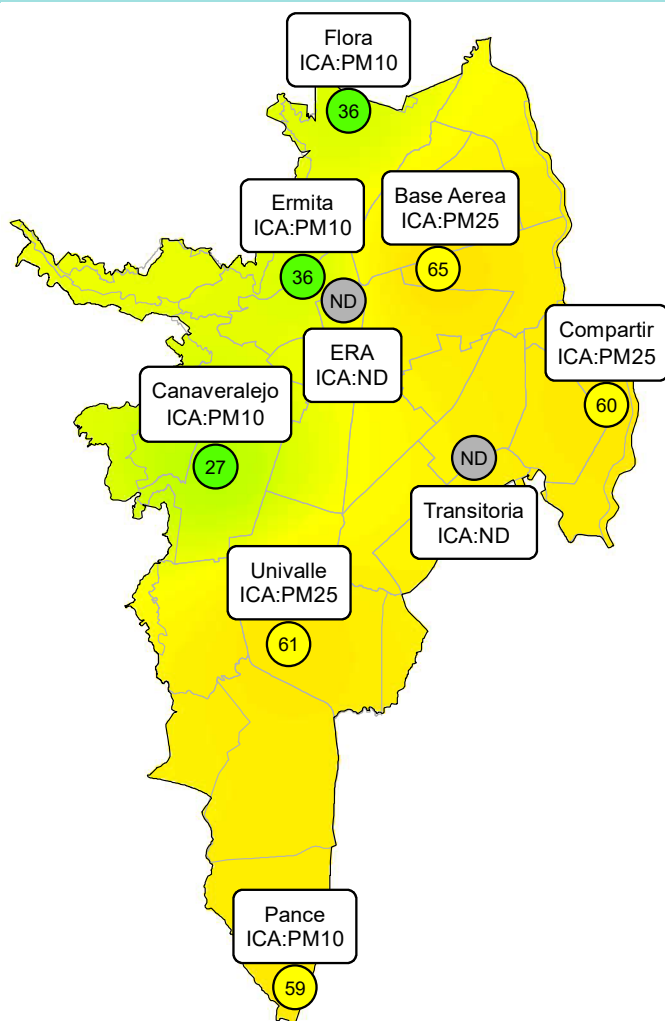 Flora
ICA:PM10
36
Ermita
ICA:PM10
36
Base Aerea
ICA:PM25
65
ND
ERA
ICA:ND
Compartir
ICA:PM25
60
Canaveralejo
ICA:PM10
27
ND
Transitoria
ICA:ND
Univalle
ICA:PM25
61
Pance
ICA:PM10
59